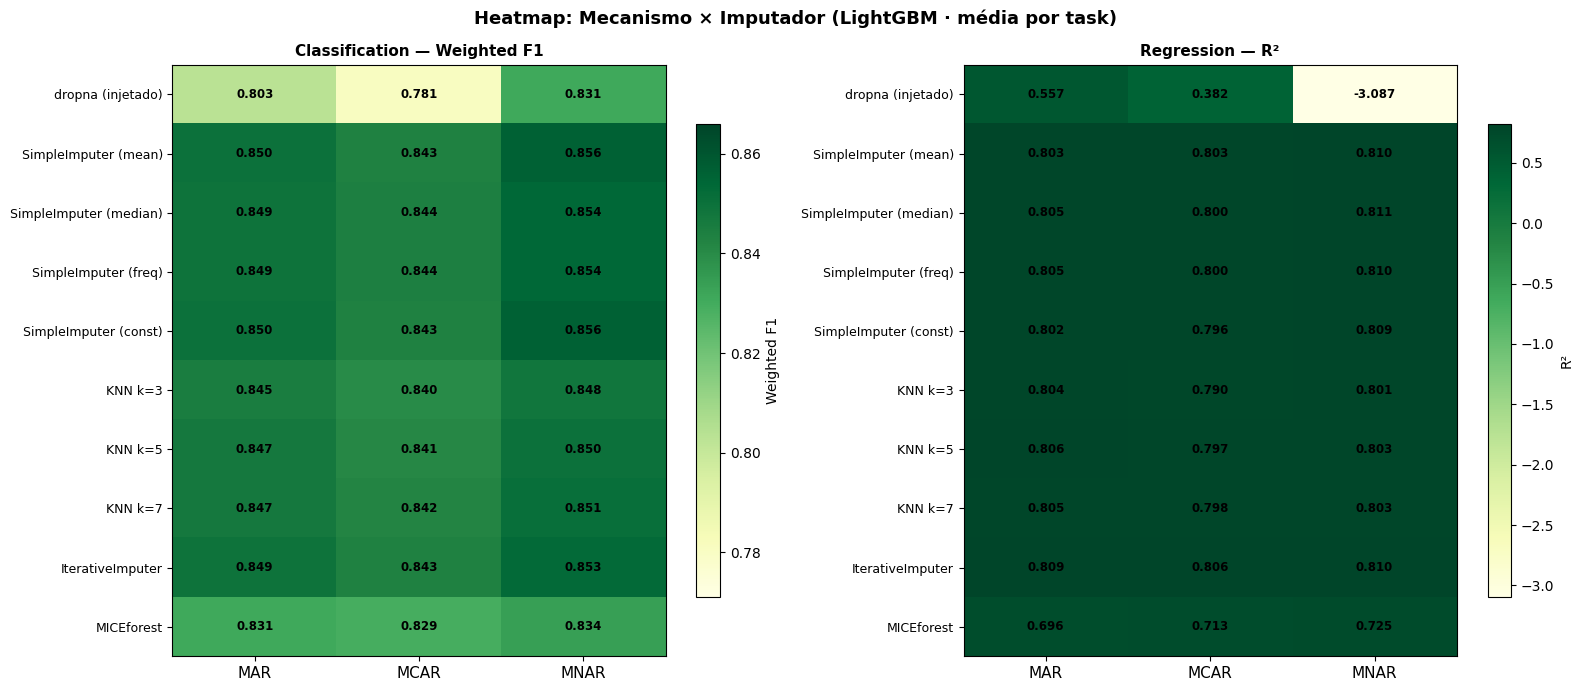 Heatmap: Mecanismo × Imputador (LightGBM · média por task)
Classification — Weighted F1
dropna (injetado) 0.803 0.781 0.831
SimpleImputer (mean) 0.850 0.843 0.856
SimpleImputer (median) 0.849 0.844 0.854
SimpleImputer (freq) 0.849 0.844 0.854
SimpleImputer (const) 0.850 0.843 0.856
KNN k=3 0.845 0.840 0.848
KNN k=5 0.847 0.841 0.850
KNN k=7 0.847 0.842 0.851
IterativeImputer 0.849 0.843 0.853
MICEforest 0.831 0.829 0.834
MAR MCAR MNAR
0.86
0.84
0.82
0.80
0.78
Weighted F1
Regression — R²
dropna (injetado) 0.557 0.382 -3.087
SimpleImputer (mean) 0.803 0.803 0.810
SimpleImputer (median) 0.805 0.800 0.811
SimpleImputer (freq) 0.805 0.800 0.810
SimpleImputer (const) 0.802 0.796 0.809
KNN k=3 0.804 0.790 0.801
KNN k=5 0.806 0.797 0.803
KNN k=7 0.805 0.798 0.803
IterativeImputer 0.809 0.806 0.810
MICEforest 0.696 0.713 0.725
MAR MCAR MNAR
0.5
0.0
−0.5
−1.0
−1.5
−2.0
−2.5
−3.0
R²